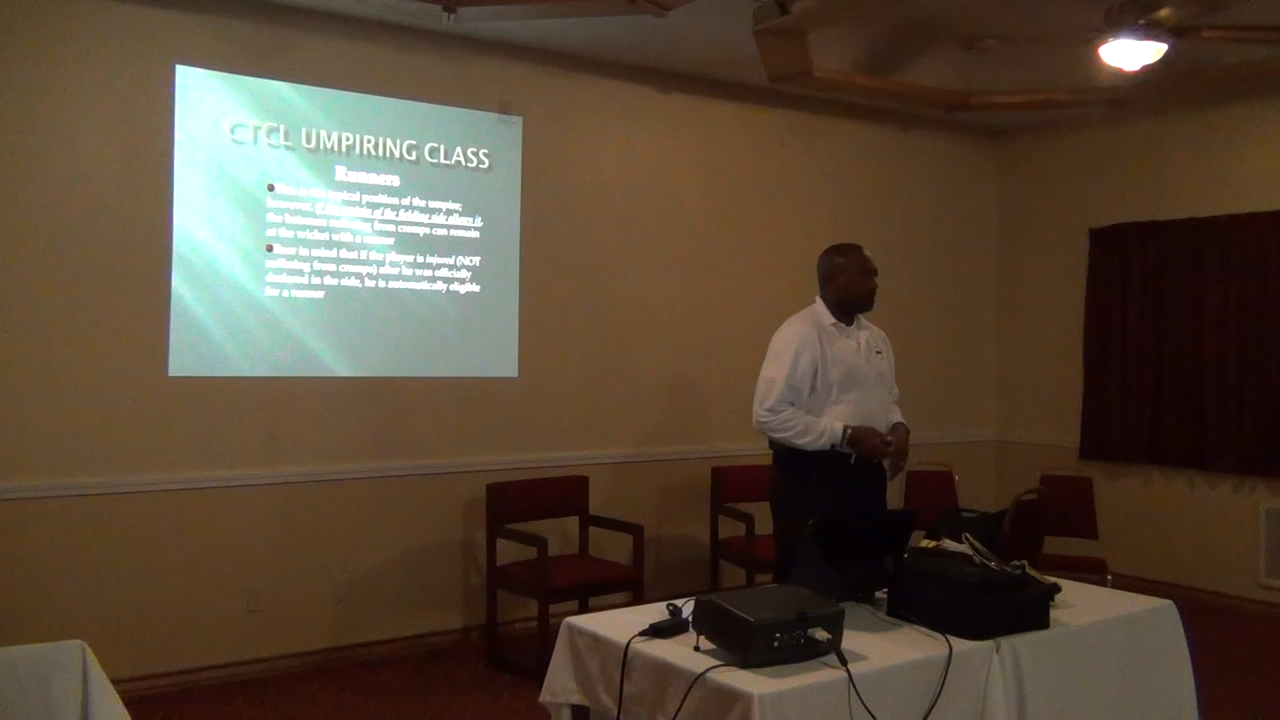 CTCL UMPIRING CLASS
Runners
This is the typical position of the umpire;
however, if the captain of the fielding side allows it,
the batsman suffering from cramps can remain
at the wicket with a runner
Bear in mind that if the player is injured (NOT
suffering from cramps) after he was officially
declared in the side, he is automatically eligible
for a runner